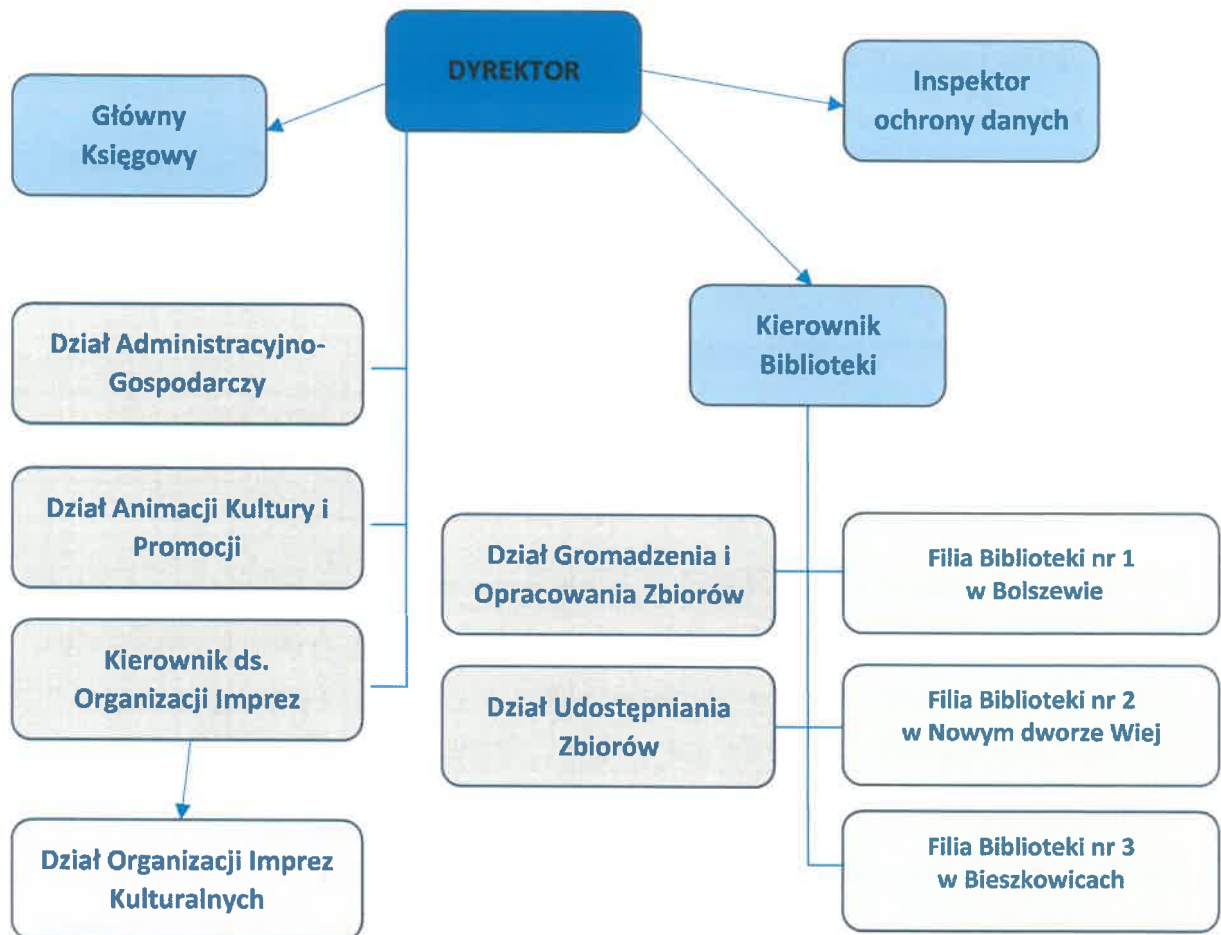 DYREKTOR
Główny
Księgowy
Inspektor
ochrony danych
Dział Administracyjno-
Gospodarczy
Kierownik
Biblioteki
Dział Animacji Kultury i
Promocji
Kierownik ds.
Organizacji Imprez
Dział Organizacji Imprez
Kulturalnych
Dział Gromadzenia i
Opracowania Zbiorów
Filia Biblioteki nr 1
w Bolszewie
Dział Udostępniania
Zbiorów
Filia Biblioteki nr 2
w Nowym dworze Wiej
Filia Biblioteki nr 3
w Bieszkowicach